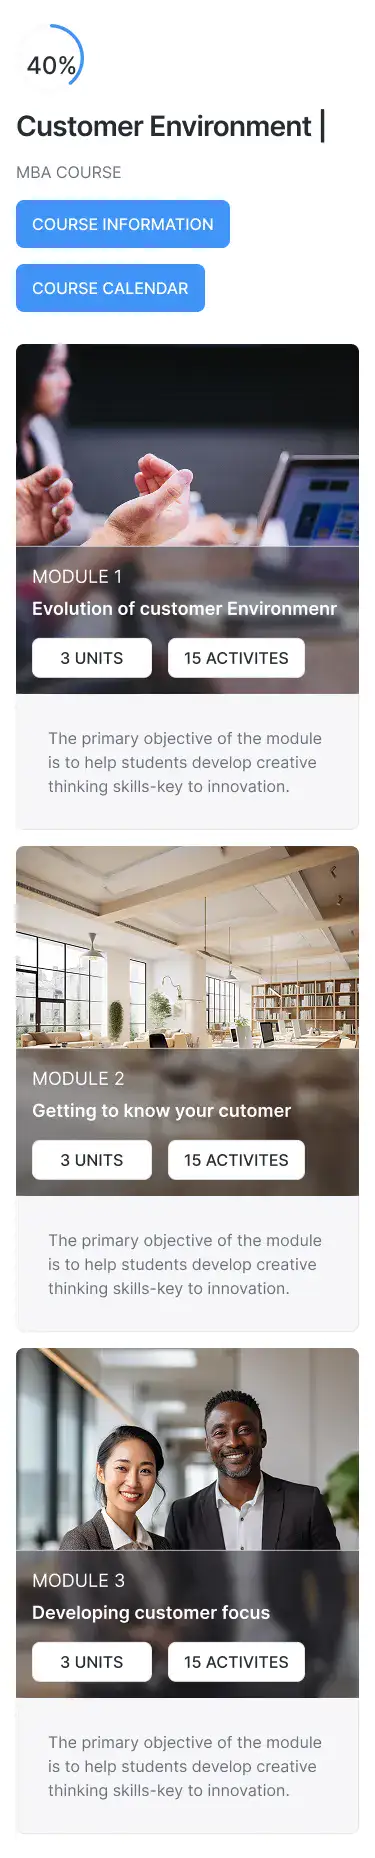 40%
Customer Environment |
MBA COURSE
COURSE INFORMATION
COURSE CALENDAR
MODULE 1
Evolution of customer Environmenr
3 UNITS
15 ACTIVITES
The primary objective of the module
is to help students develop creative
thinking skills-key to innovation.
MODULE 2
Getting to know your cutomer
3 UNITS
15 ACTIVITES
The primary objective of the module
is to help students develop creative
thinking skills-key to innovation.
MODULE 3
Developing customer focus
3 UNITS
15 ACTIVITES
The primary objective of the module
is to help students develop creative
thinking skills-key to innovation.